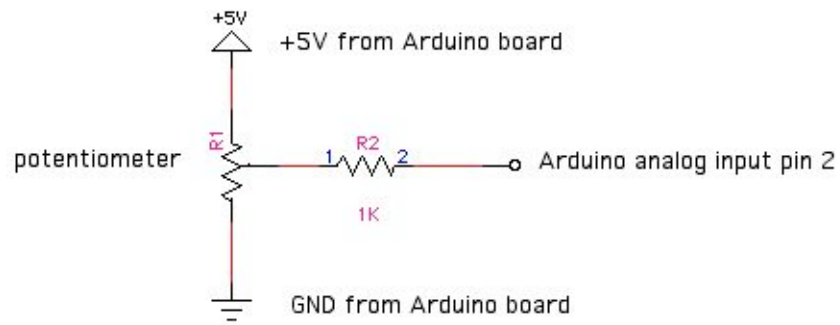 +5V
+5V from Arduino board
R1
R2
potentiometer
1
2
Arduino analog input pin 2
1K
GND from Arduino board